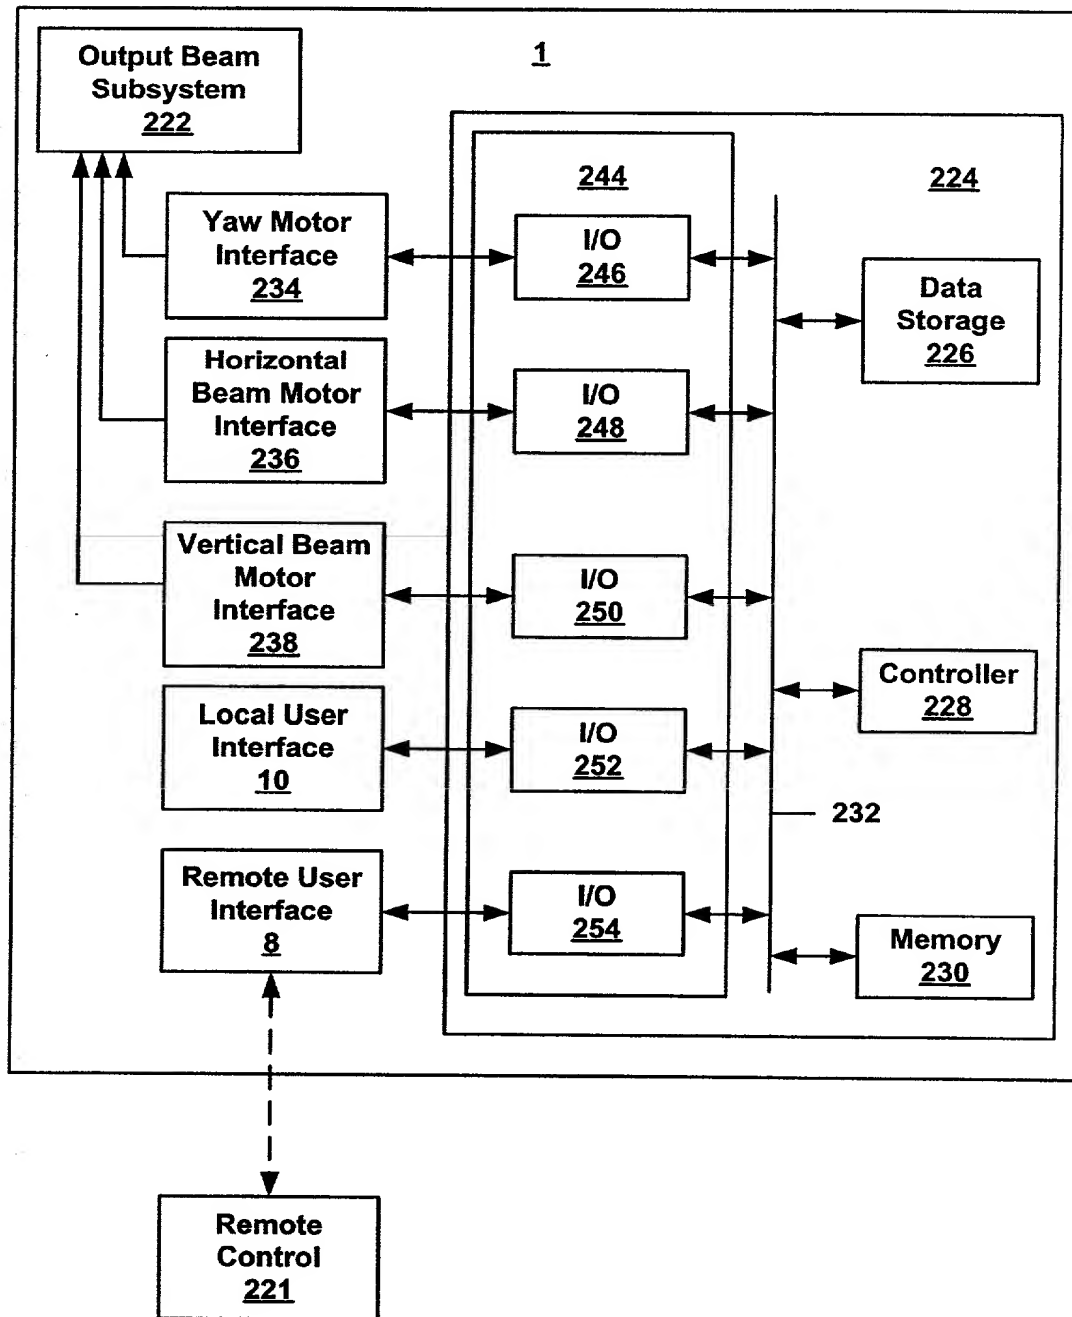 1
Output Beam
Subsystem
222
244
224
Yaw Motor
Interface
234
I/O
246
Data
Storage
226
Horizontal
Beam Motor
Interface
236
I/O
248
Vertical Beam
Motor
Interface
238
I/O
250
Controller
228
Local User
Interface
10
I/O
252
232
Remote User
Interface
8
I/O
254
Memory
230
Remote
Control
221